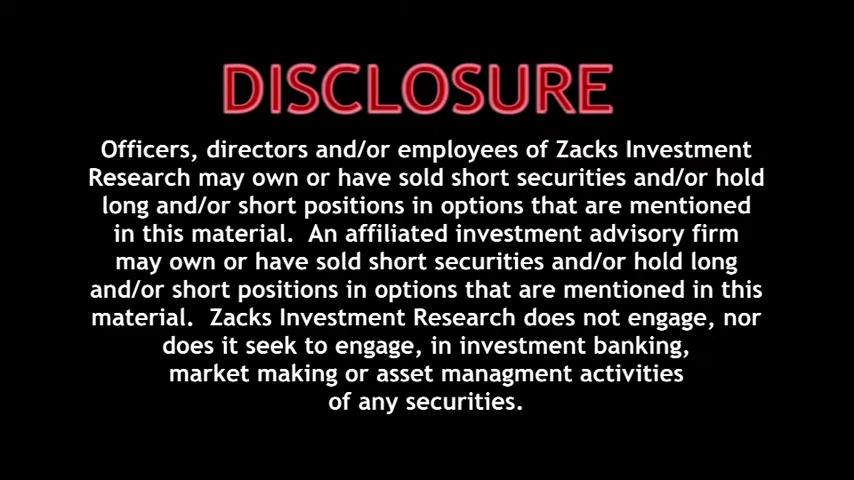 DISCLOSURE
Officers, directors and/or employees of Zacks Investment
Research may own or have sold short securities and/or hold
long and/or short positions in options that are mentioned
in this material.  An affiliated investment advisory firm
may own or have sold short securities and/or hold long
and/or short positions in options that are mentioned in this
material.  Zacks Investment Research does not engage, nor
does it seek to engage, in investment banking,
market making or asset managment activities
of any securities.